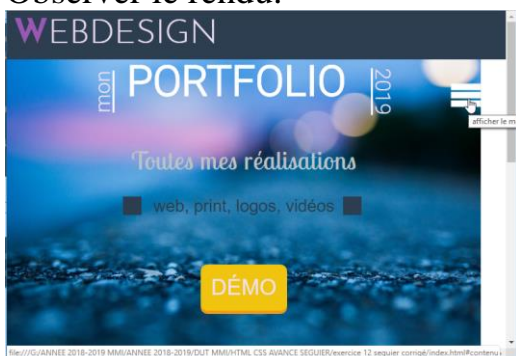 Observer le rendu.
WEBDESIGN
mon PORTFOLIO 2019
afficher le m
Toutes mes réalisations
web, print, logos, vidéos
DÉMO
file:///G:/ANNEE 2018-2019 MMI/ANNEE 2018-2019/DUT MMI/HTML CSS AVANCE SEGUIER/exercice 12 seguier corrigé/index.html#contenu